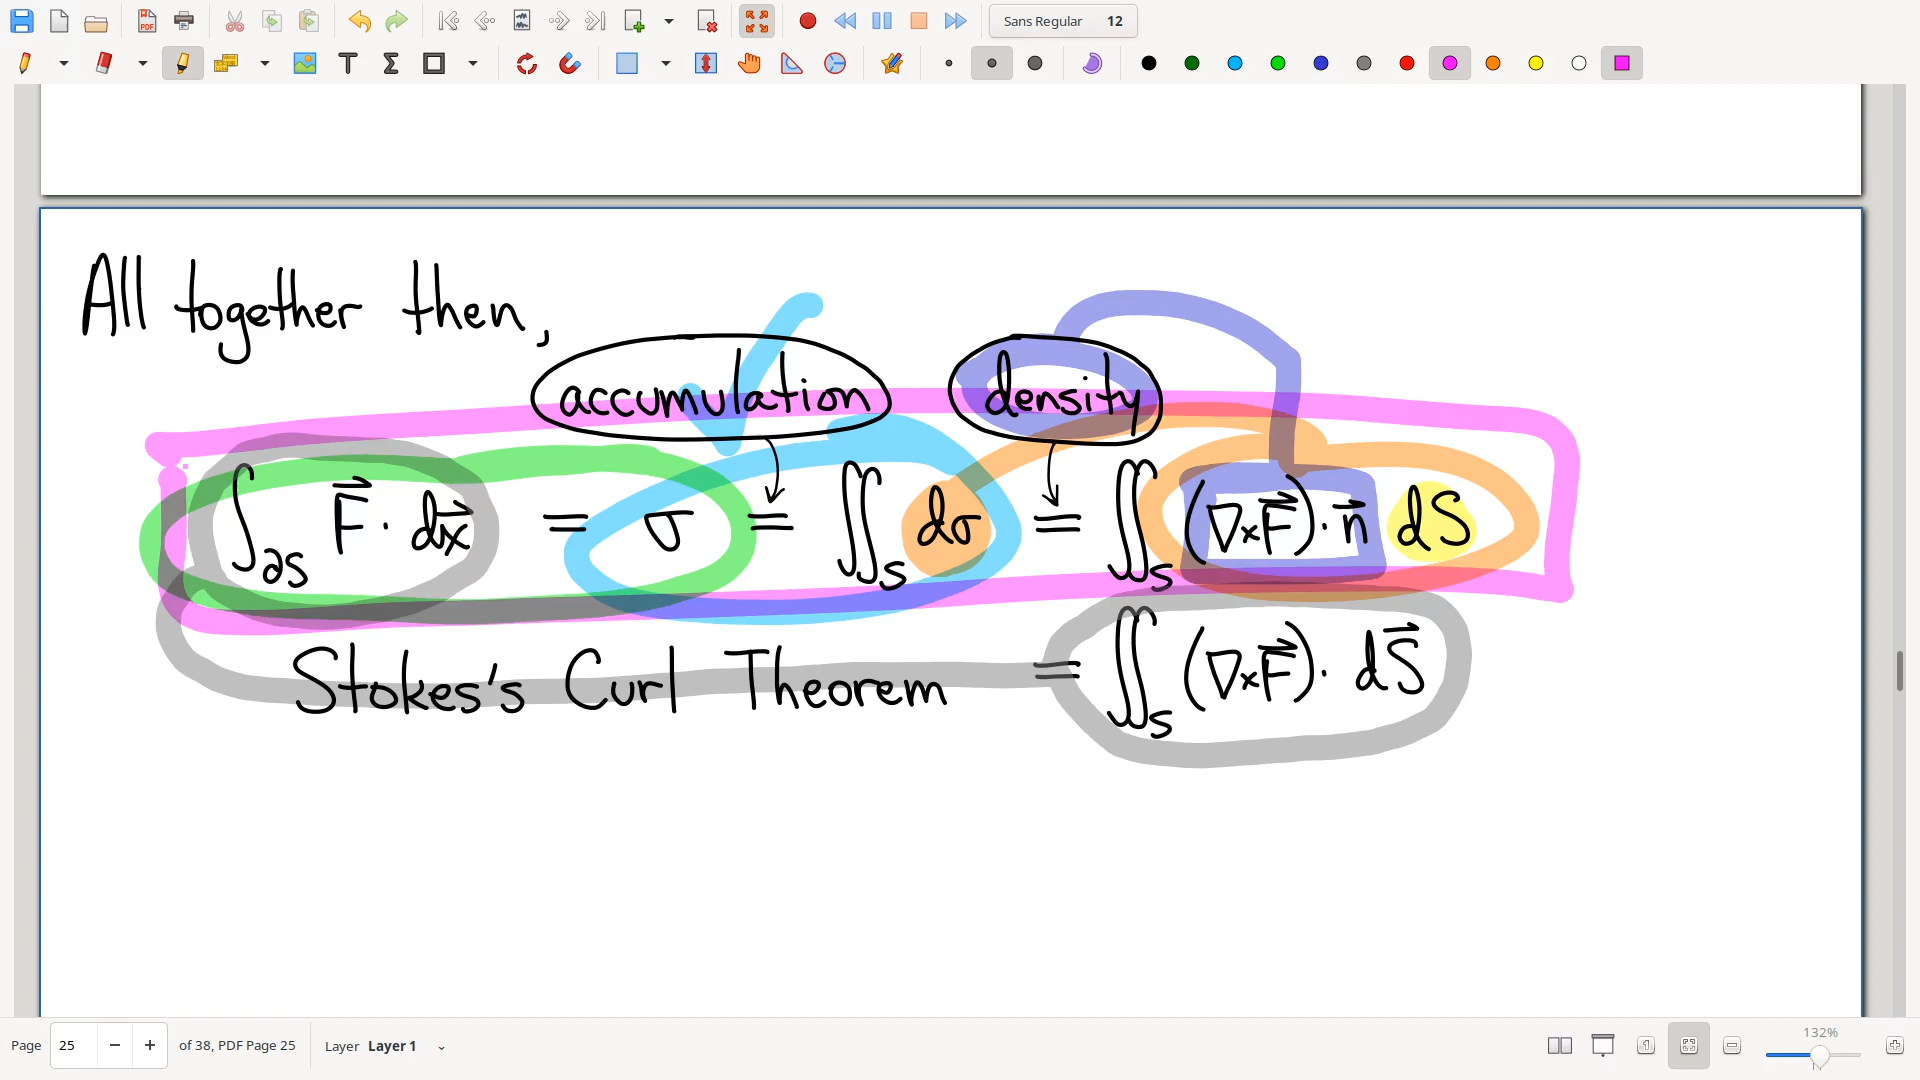 Sans Regular 12
All together then,
accumulation density
∫∂S F⃗ · dx⃗ = σ = ∬S dσ = ∬S (∇×F⃗) · n⃗ dS
Stokes's Curl Theorem = ∬S (∇×F⃗) · dS⃗
Page 25 − + of 38, PDF Page 25 Layer Layer 1 132%